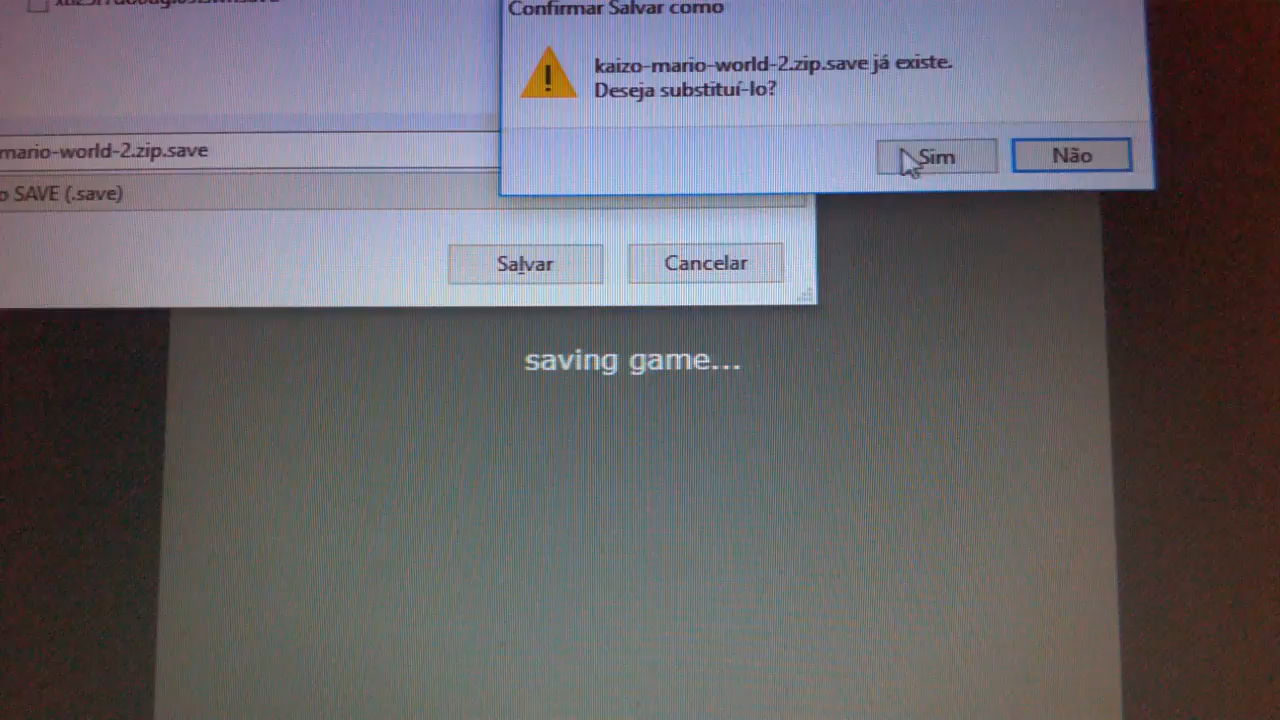 Confirmar Salvar como
kaizo-mario-world-2.zip.save já existe.
Deseja substituí-lo?
mario-world-2.zip.save
Sim
Não
SAVE (.save)
Salvar
Cancelar
saving game...